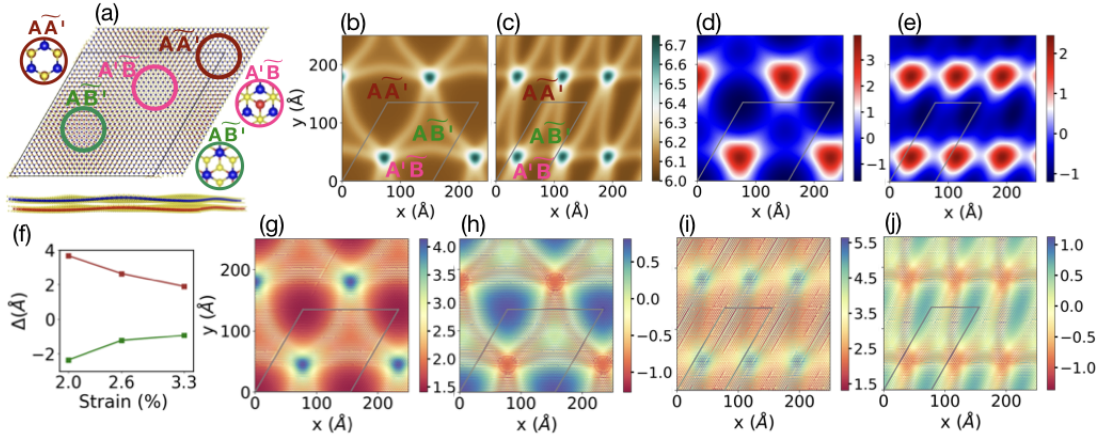 (a)
AÃ'
AÃ'
A'B
A'B̃
AB̃'
AB̃'
(b)
250
200
100
0
y (Å)
0 100 200
x (Å)
AÃ'
AB̃'
A'B
(c)
0 100 200
x (Å)
AÃ'
AB̃'
A'B
6.7
6.6
6.5
6.4
6.3
6.2
6.1
6.0
(d)
0 100 200
x (Å)
3
2
1
0
−1
(e)
0 100 200
x (Å)
2
1
0
−1
(f)
Δ(Å)
4
2
0
−2
2.0 2.6 3.3
Strain (%)
(g)
y (Å)
200
100
0
0 100 200
x (Å)
4.0
3.5
3.0
2.5
2.0
1.5
(h)
0 100 200
x (Å)
0.5
0.0
−0.5
−1.0
(i)
0 100 200
x (Å)
5.5
4.5
3.5
2.5
1.5
(j)
0 100 200
x (Å)
1.0
0.5
0.0
−0.5
−1.0